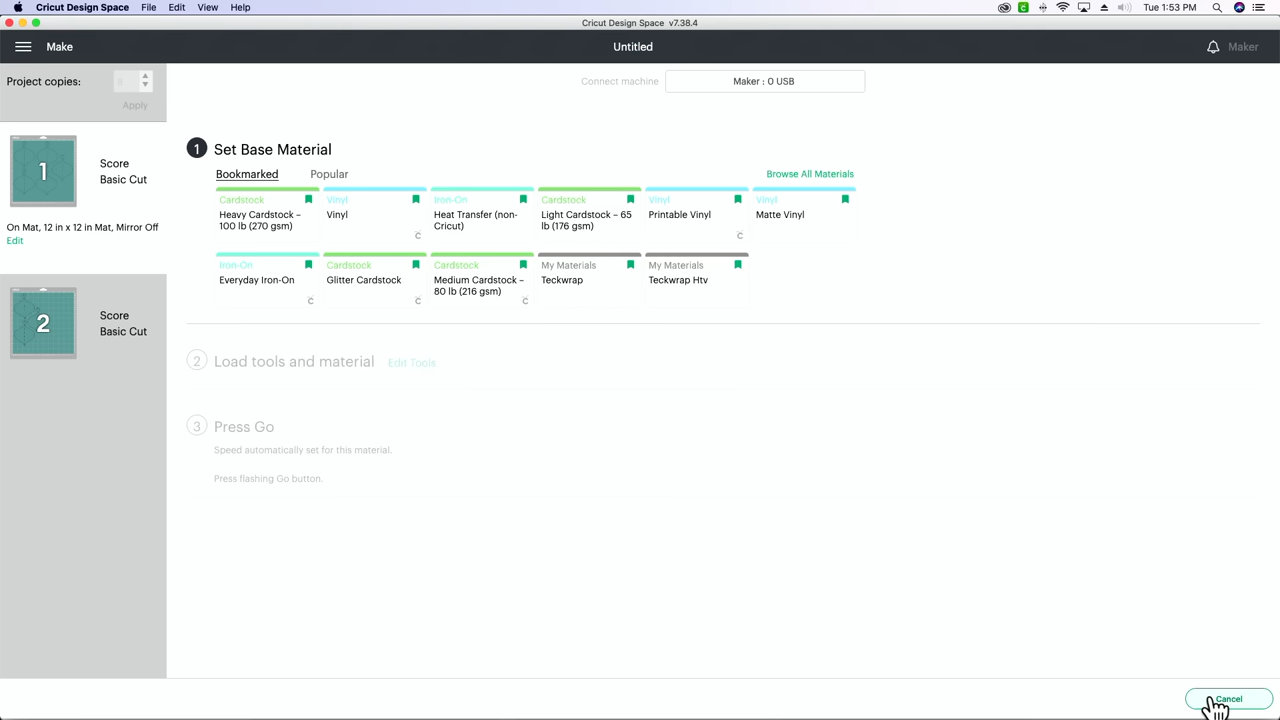 Cricut Design Space File Edit View Help
Tue 1:53 PM
Cricut Design Space v7.38.4
Make
Untitled
Maker
Project copies:
8
Apply
Connect machine
Maker : 0 USB
1
Score
Basic Cut
On Mat, 12 in x 12 in Mat, Mirror Off
Edit
2
Score
Basic Cut
1 Set Base Material
Bookmarked
Popular
Browse All Materials
Cardstock
Heavy Cardstock –
100 lb (270 gsm)
Vinyl
Vinyl
C
Iron-On
Heat Transfer (non-
Cricut)
Cardstock
Light Cardstock – 65
lb (176 gsm)
Vinyl
Printable Vinyl
C
Vinyl
Matte Vinyl
Iron-On
Everyday Iron-On
C
Cardstock
Glitter Cardstock
C
Cardstock
Medium Cardstock –
80 lb (216 gsm)
C
My Materials
Teckwrap
My Materials
Teckwrap Htv
2 Load tools and material Edit Tools
3 Press Go
Speed automatically set for this material.
Press flashing Go button.
Cancel